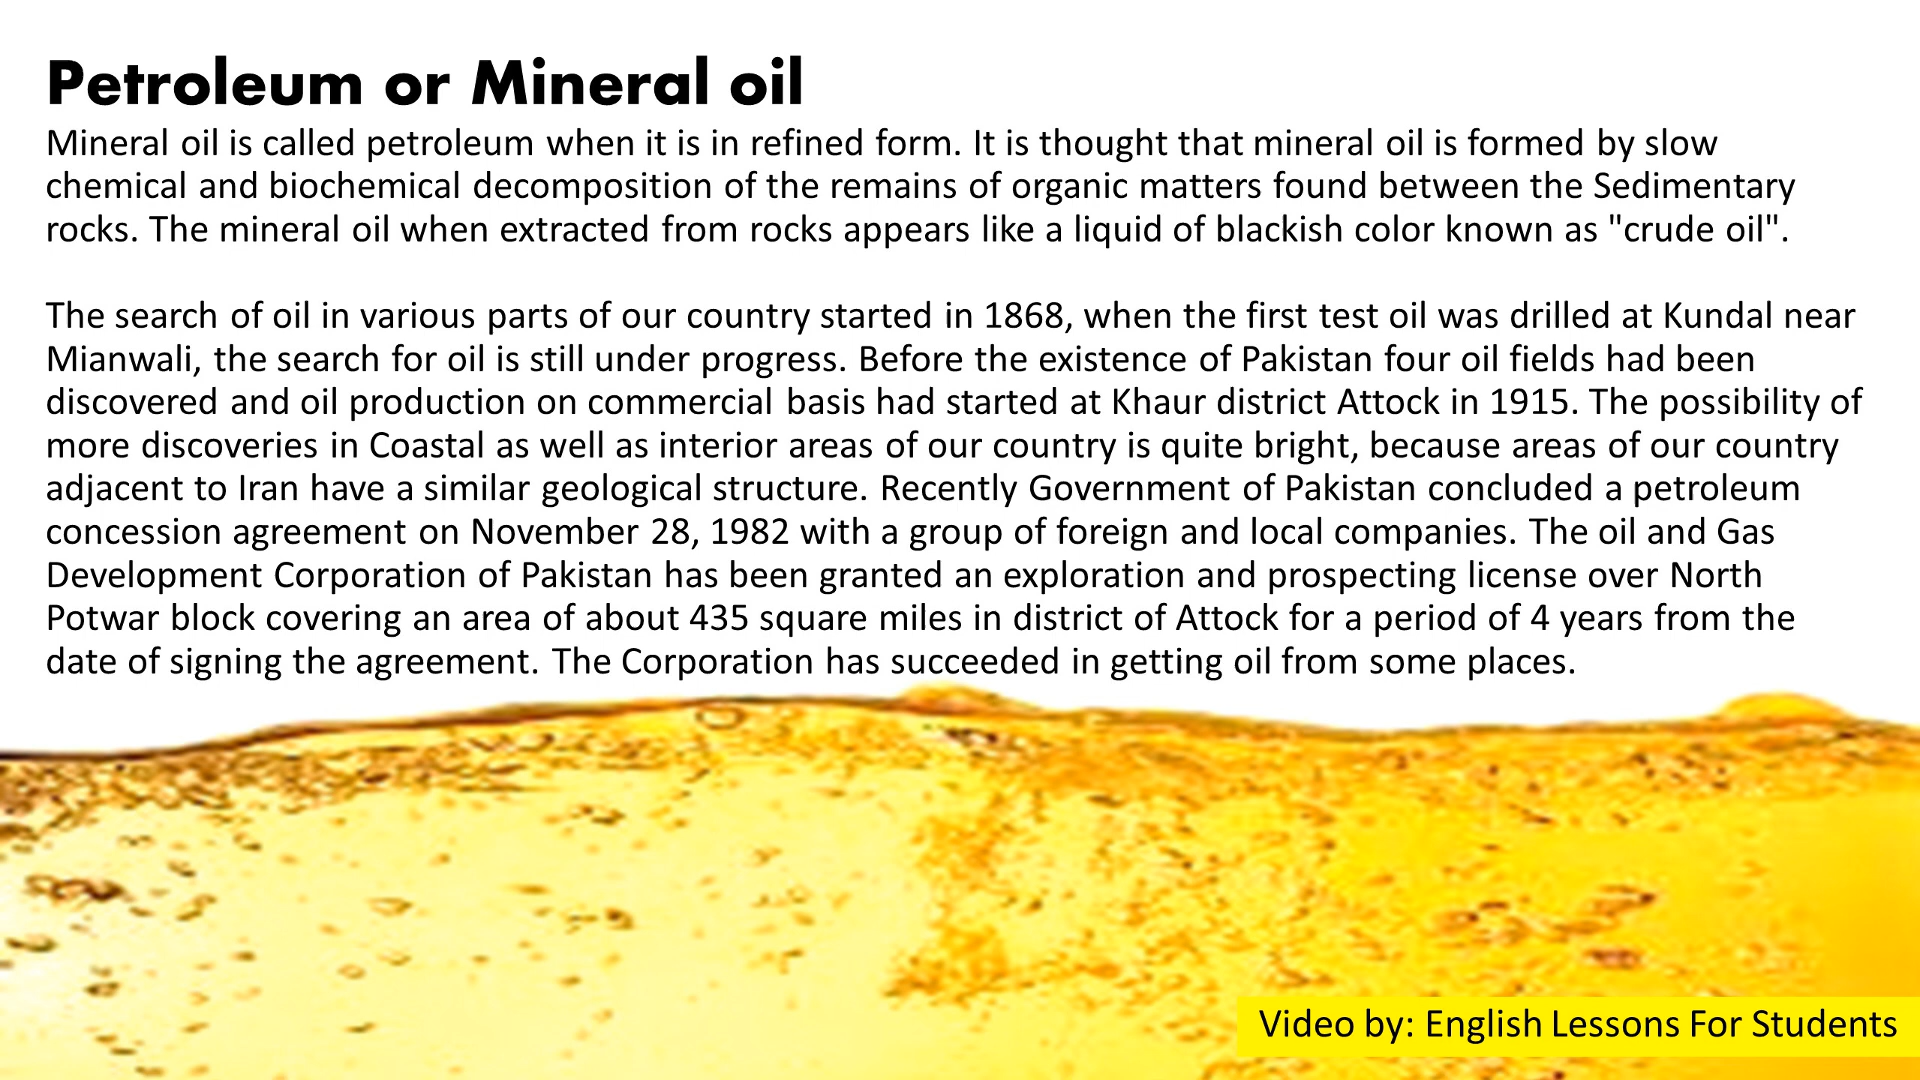 Petroleum or Mineral oil
Mineral oil is called petroleum when it is in refined form. It is thought that mineral oil is formed by slow
chemical and biochemical decomposition of the remains of organic matters found between the Sedimentary
rocks. The mineral oil when extracted from rocks appears like a liquid of blackish color known as "crude oil".
The search of oil in various parts of our country started in 1868, when the first test oil was drilled at Kundal near
Mianwali, the search for oil is still under progress. Before the existence of Pakistan four oil fields had been
discovered and oil production on commercial basis had started at Khaur district Attock in 1915. The possibility of
more discoveries in Coastal as well as interior areas of our country is quite bright, because areas of our country
adjacent to Iran have a similar geological structure. Recently Government of Pakistan concluded a petroleum
concession agreement on November 28, 1982 with a group of foreign and local companies. The oil and Gas
Development Corporation of Pakistan has been granted an exploration and prospecting license over North
Potwar block covering an area of about 435 square miles in district of Attock for a period of 4 years from the
date of signing the agreement. The Corporation has succeeded in getting oil from some places.
Video by: English Lessons For Students